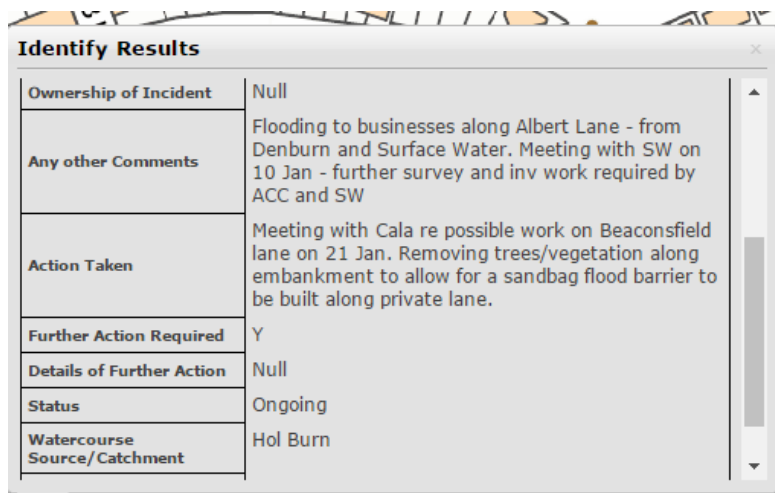 Identify Results
Ownership of Incident Null
Any other Comments
Flooding to businesses along Albert Lane - from
Denburn and Surface Water. Meeting with SW on
10 Jan - further survey and inv work required by
ACC and SW
Action Taken
Meeting with Cala re possible work on Beaconsfield
lane on 21 Jan. Removing trees/vegetation along
embankment to allow for a sandbag flood barrier to
be built along private lane.
Further Action Required Y
Details of Further Action Null
Status Ongoing
Watercourse
Source/Catchment
Hol Burn